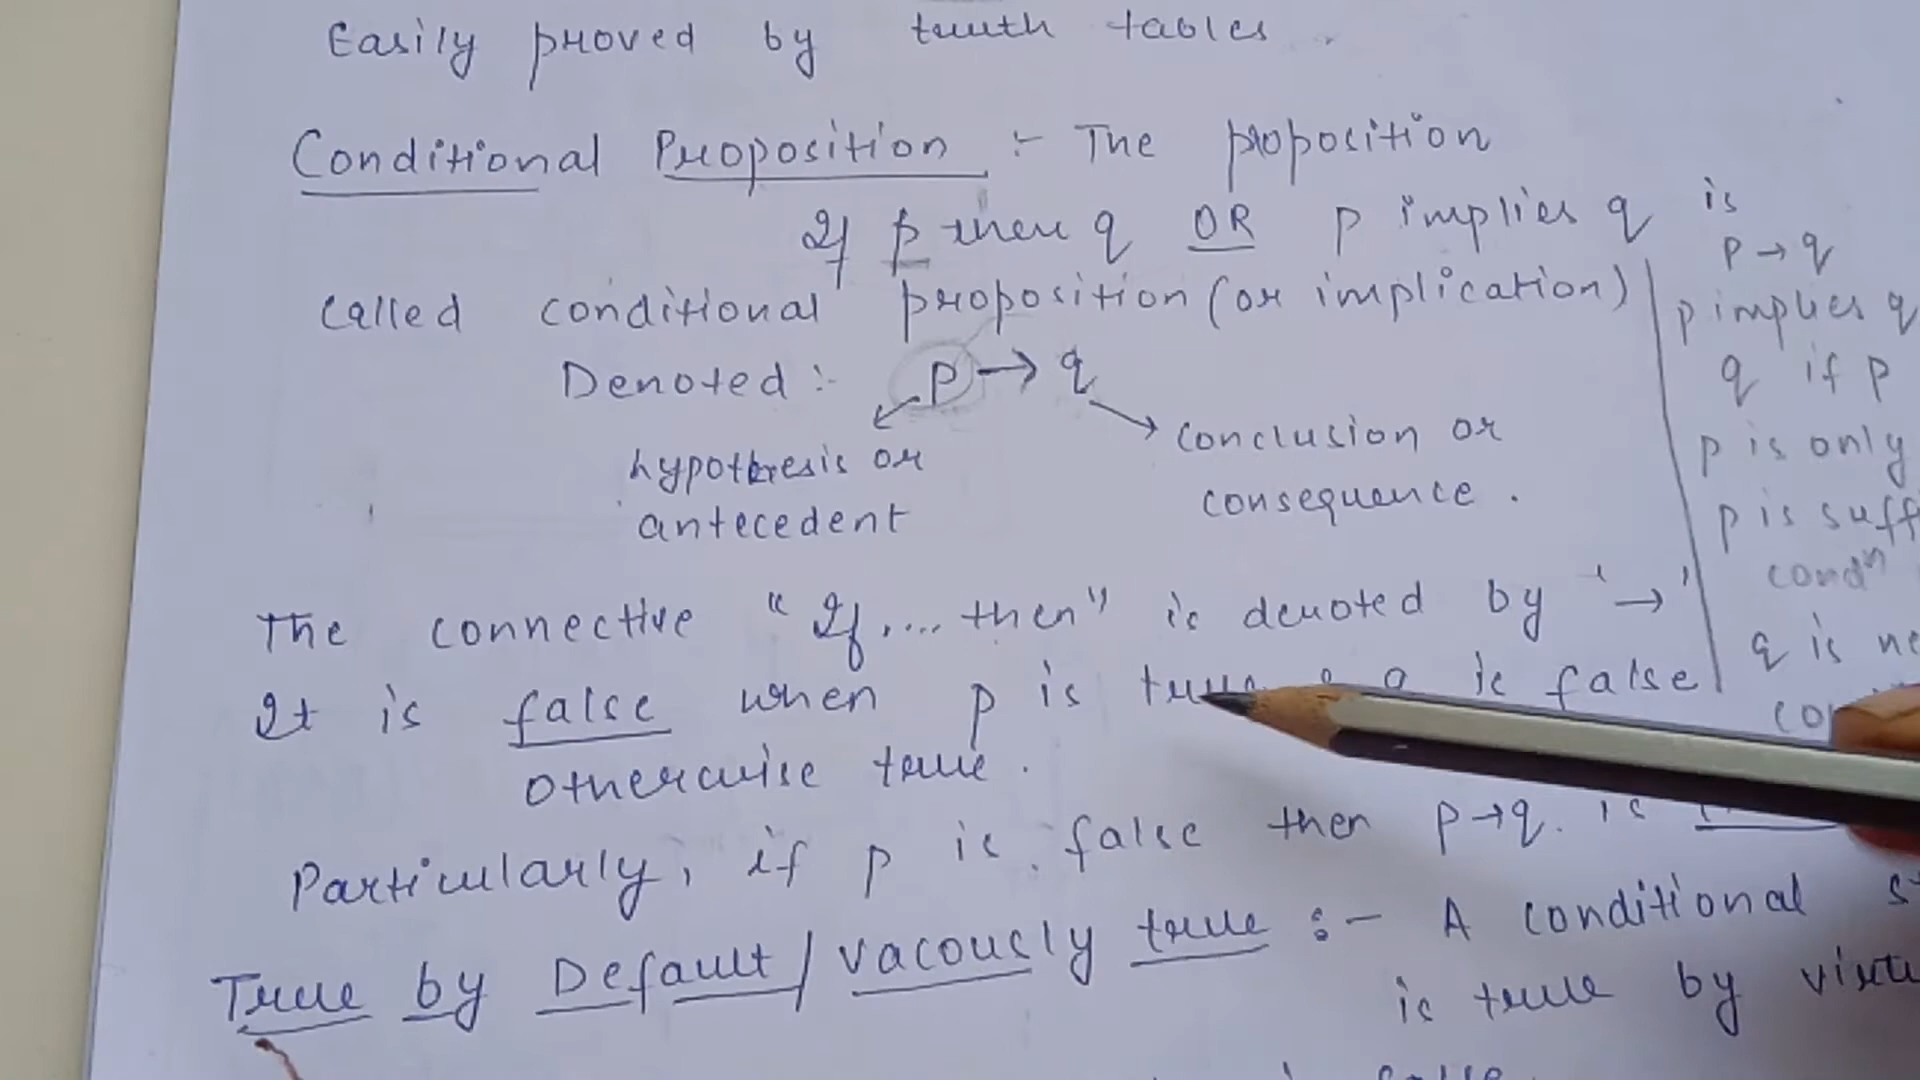 Easily proved by truth tables.
Conditional Proposition :- The proposition
If p then q OR p implies q is
called conditional proposition (or implication)
Denoted :- p → q
hypothesis or
antecedent
conclusion or
consequence.
The connective "If .... then" is denoted by '→'
It is false when p is true & q is false
otherwise true.
Particularly, if p is false then p→q is
True by Default / vacously true :- A conditional
is true by
false
p → q
p implies q
q if p
p is only
p is
condn
q is